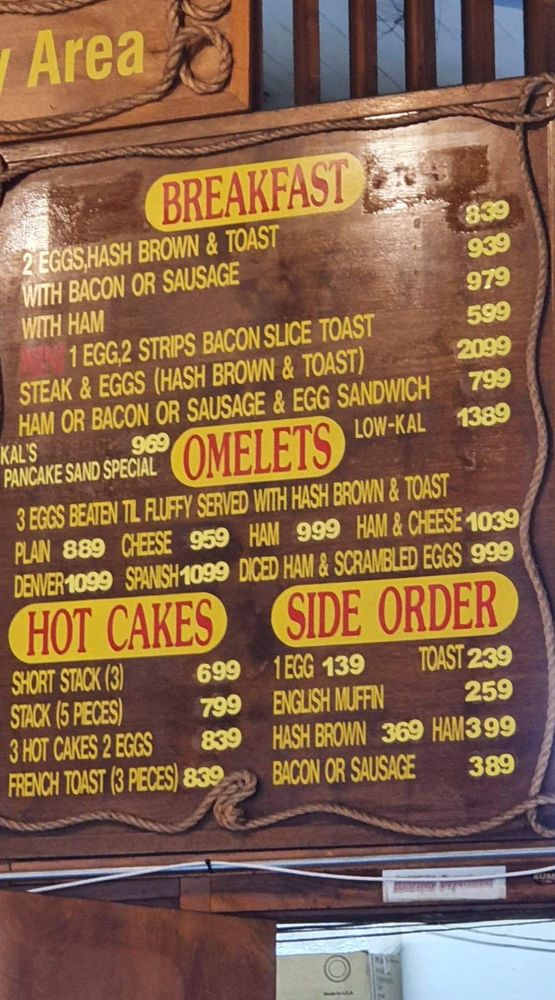 y Area
BREAKFAST
2 EGGS,HASH BROWN & TOAST 839
WITH BACON OR SAUSAGE 939
WITH HAM 979
NEW 1 EGG,2 STRIPS BACON SLICE TOAST 599
STEAK & EGGS (HASH BROWN & TOAST) 2099
HAM OR BACON OR SAUSAGE & EGG SANDWICH 799
KAL'S 969 LOW-KAL 1389
PANCAKE SAND SPECIAL
OMELETS
3 EGGS BEATEN TIL FLUFFY SERVED WITH HASH BROWN & TOAST
PLAIN 889 CHEESE 959 HAM 999 HAM & CHEESE 1039
DENVER 1099 SPANISH 1099 DICED HAM & SCRAMBLED EGGS 999
HOT CAKES
SHORT STACK (3) 699
STACK (5 PIECES) 799
3 HOT CAKES 2 EGGS 839
FRENCH TOAST (3 PIECES) 839
SIDE ORDER
1 EGG 139 TOAST 239
ENGLISH MUFFIN 259
HASH BROWN 369 HAM 399
BACON OR SAUSAGE 389